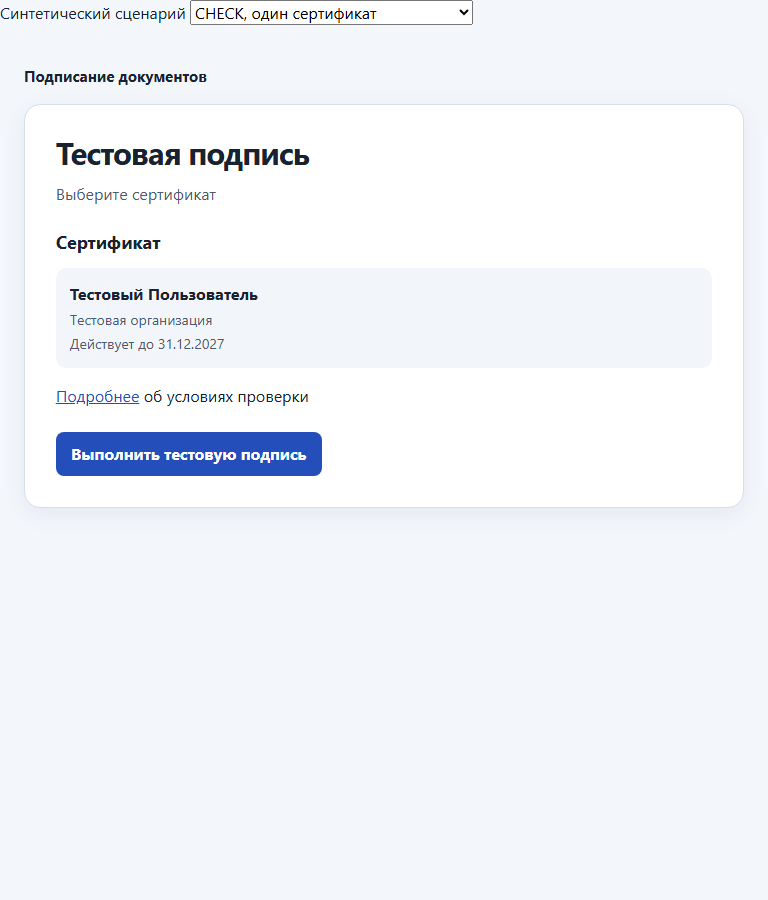 Синтетический сценарий CHECK, один сертификат
Подписание документов
Тестовая подпись
Выберите сертификат
Сертификат
Тестовый Пользователь
Тестовая организация
Действует до 31.12.2027
Подробнее об условиях проверки
Выполнить тестовую подпись